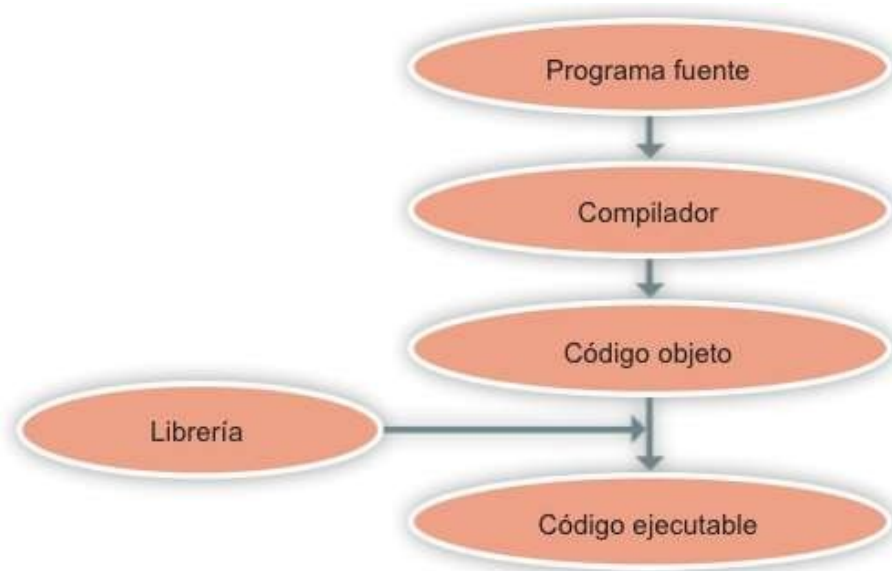 Programa fuente
Compilador
Código objeto
Librería
Código ejecutable